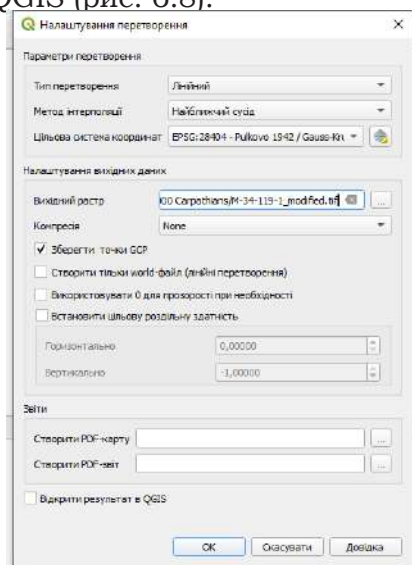 QGIS (рис. 6.8).
Налаштування перетворення
Параметри перетворення
Тип перетворення Лінійний
Метод інтерполяції Найближчий сусід
Цільова система координат EPSG:28404 - Pulkovo 1942 / Gauss-Kru
Налаштування вихідних даних
Вихідний растр 00 Carpathians/M-34-119-1_modified.tif ...
Компресія None
Зберегти точки GCP
Створити тільки world-файл (лінійні перетворення)
Використовувати 0 для прозорості при необхідності
Встановити цільову роздільну здатність
Горизонтально 0,00000
Вертикально -1,00000
Звіти
Створити PDF-карту ...
Створити PDF-звіт ...
Відкрити результат в QGIS
OK Скасувати Довідка